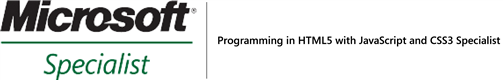 Microsoft®
Specialist
Programming in HTML5 with JavaScript and CSS3 Specialist